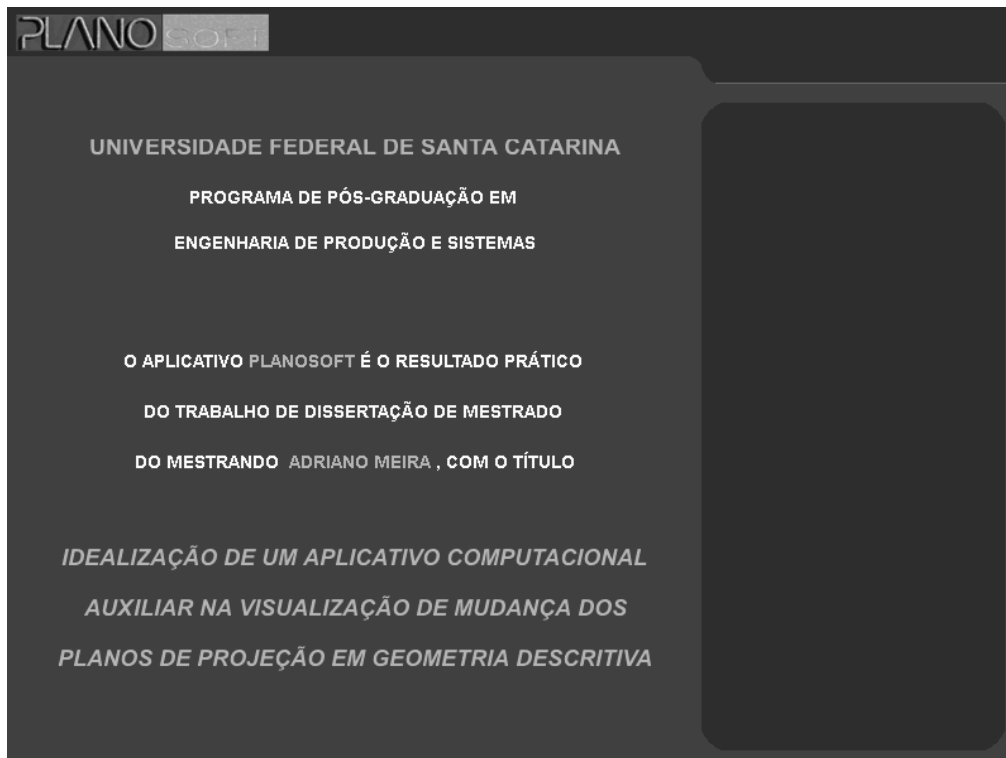 PLANO SOFT
UNIVERSIDADE FEDERAL DE SANTA CATARINA
PROGRAMA DE PÓS-GRADUAÇÃO EM
ENGENHARIA DE PRODUÇÃO E SISTEMAS
O APLICATIVO PLANOSOFT É O RESULTADO PRÁTICO
DO TRABALHO DE DISSERTAÇÃO DE MESTRADO
DO MESTRANDO ADRIANO MEIRA , COM O TÍTULO
IDEALIZAÇÃO DE UM APLICATIVO COMPUTACIONAL
AUXILIAR NA VISUALIZAÇÃO DE MUDANÇA DOS
PLANOS DE PROJEÇÃO EM GEOMETRIA DESCRITIVA